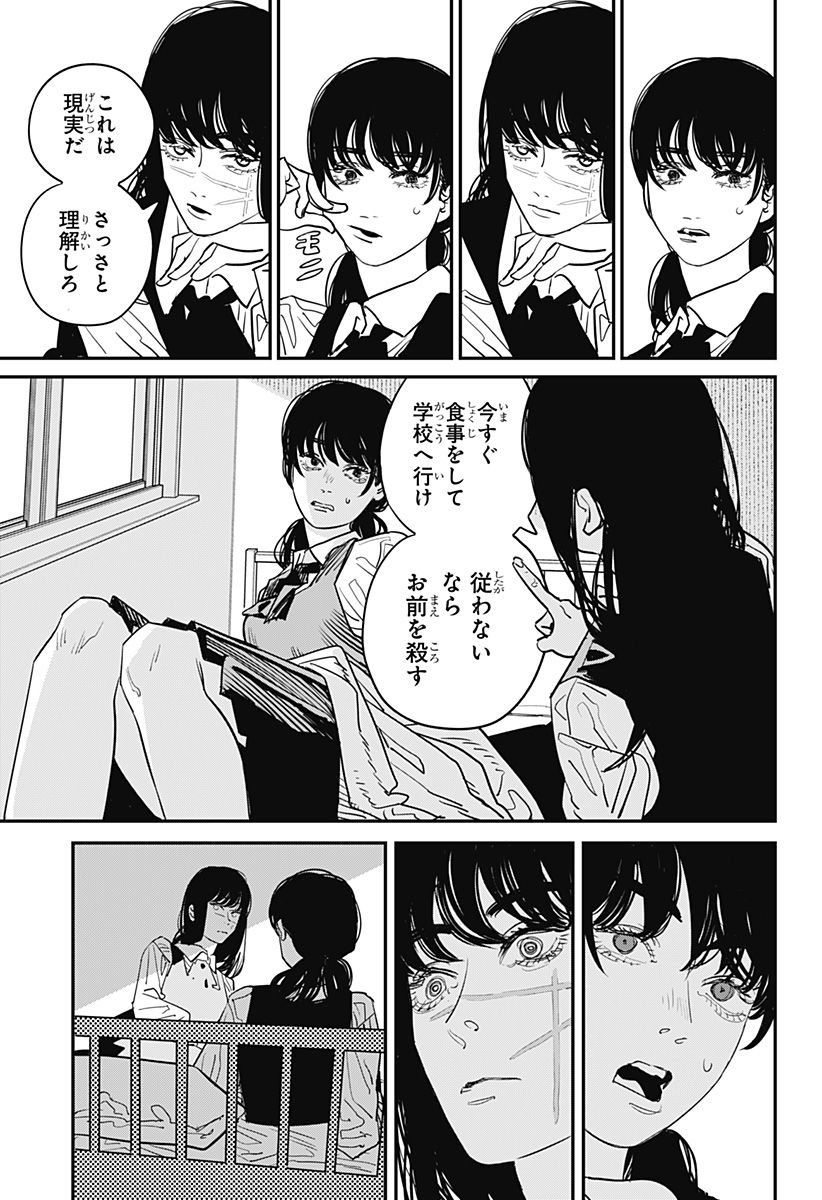 モニ
これは
現実だ
さっさと
理解しろ
今すぐ
食事をして
学校へ行け
従わない
なら
お前を殺す